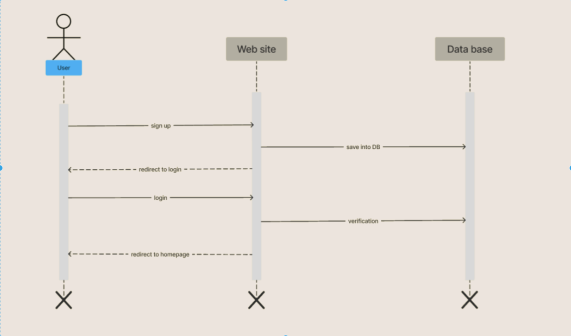 Web site
Data base
User
sign up
save into DB
redirect to login
login
verification
redirect to homepage